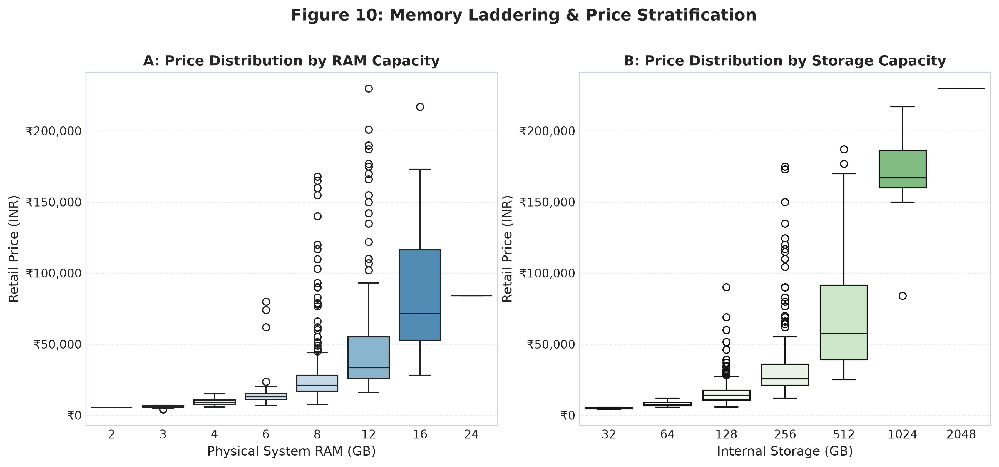 Figure 10: Memory Laddering & Price Stratification
A: Price Distribution by RAM Capacity
Retail Price (INR)
₹200,000
₹150,000
₹100,000
₹50,000
₹0
2 3 4 6 8 12 16 24
Physical System RAM (GB)
B: Price Distribution by Storage Capacity
Retail Price (INR)
₹200,000
₹150,000
₹100,000
₹50,000
₹0
32 64 128 256 512 1024 2048
Internal Storage (GB)